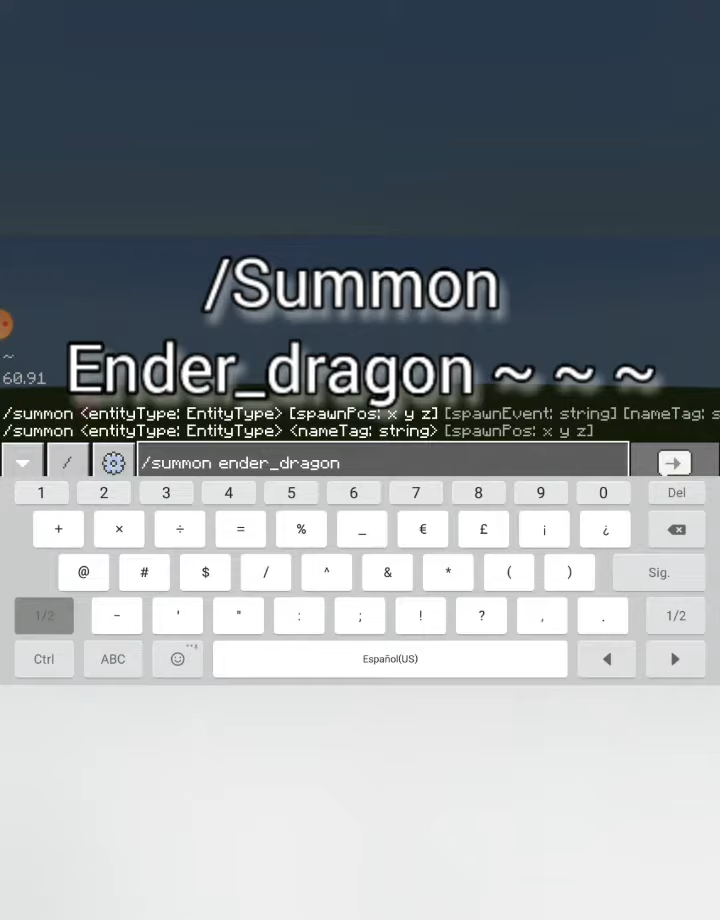 /Summon
Ender_dragon ~ ~ ~
~
60.91
/summon <entityType: EntityType> [spawnPos: x y z] [spawnEvent: string] [nameTag: s
/summon <entityType: EntityType> <nameTag: string> [spawnPos: x y z]
/ /summon ender_dragon
1 2 3 4 5 6 7 8 9 0 Del
+ × ÷ = % _ € £ ¡ ¿
@ # $ / ^ & * ( ) Sig.
1/2 - ' " : ; ! ? , . 1/2
Ctrl ABC Español(US)